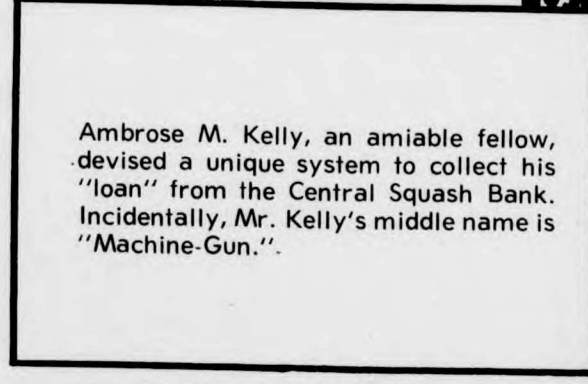 Ambrose M. Kelly, an amiable fellow,
devised a unique system to collect his
"loan" from the Central Squash Bank.
Incidentally, Mr. Kelly's middle name is
"Machine-Gun."